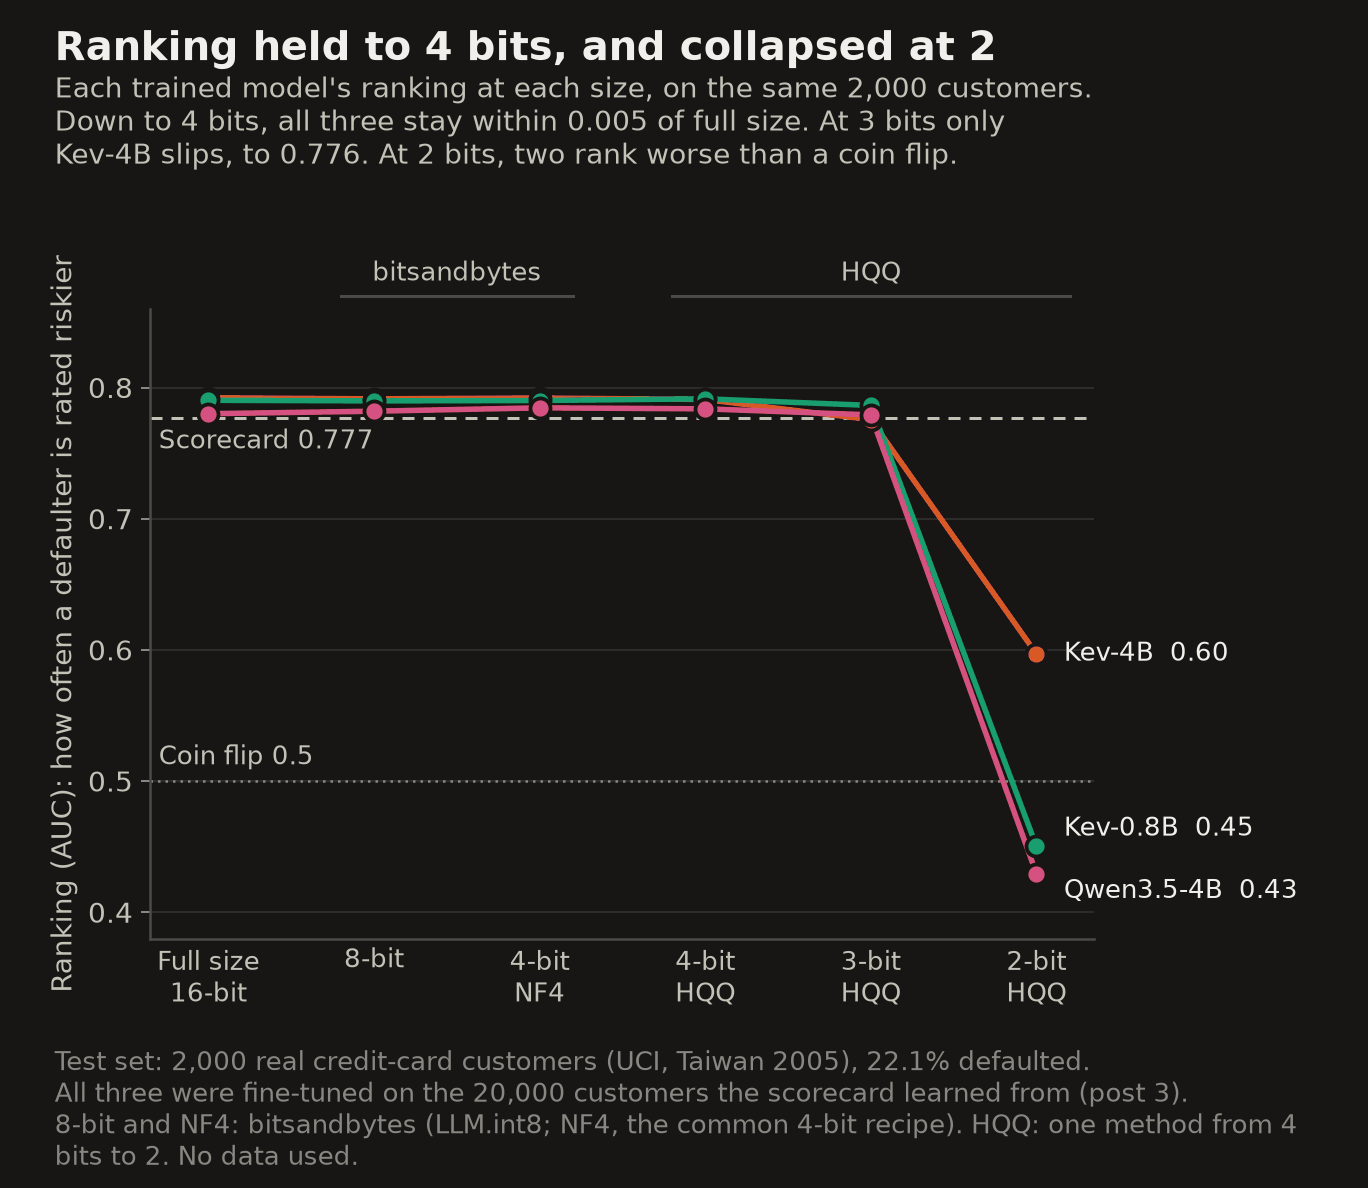 Ranking held to 4 bits, and collapsed at 2
Each trained model's ranking at each size, on the same 2,000 customers.
Down to 4 bits, all three stay within 0.005 of full size. At 3 bits only
Kev-4B slips, to 0.776. At 2 bits, two rank worse than a coin flip.
bitsandbytes
HQQ
Ranking (AUC): how often a defaulter is rated riskier
0.8
Scorecard 0.777
0.7
0.6
Kev-4B 0.60
Coin flip 0.5
0.5
Kev-0.8B 0.45
Qwen3.5-4B 0.43
0.4
Full size
16-bit
8-bit
4-bit
NF4
4-bit
HQQ
3-bit
HQQ
2-bit
HQQ
Test set: 2,000 real credit-card customers (UCI, Taiwan 2005), 22.1% defaulted.
All three were fine-tuned on the 20,000 customers the scorecard learned from (post 3).
8-bit and NF4: bitsandbytes (LLM.int8; NF4, the common 4-bit recipe). HQQ: one method from 4
bits to 2. No data used.